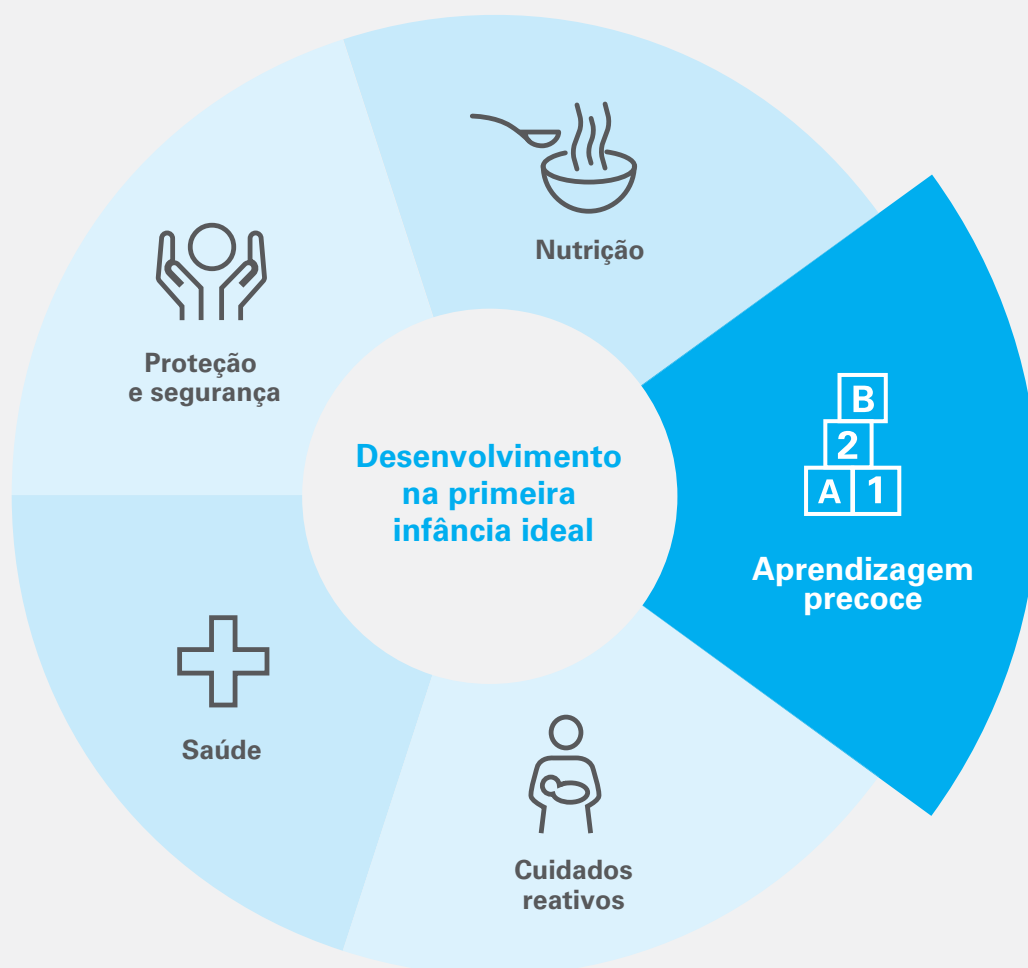 Nutrição
Proteção
e segurança
Desenvolvimento
na primeira
infância ideal
B
2
A 1
Aprendizagem
precoce
Saúde
Cuidados
reativos